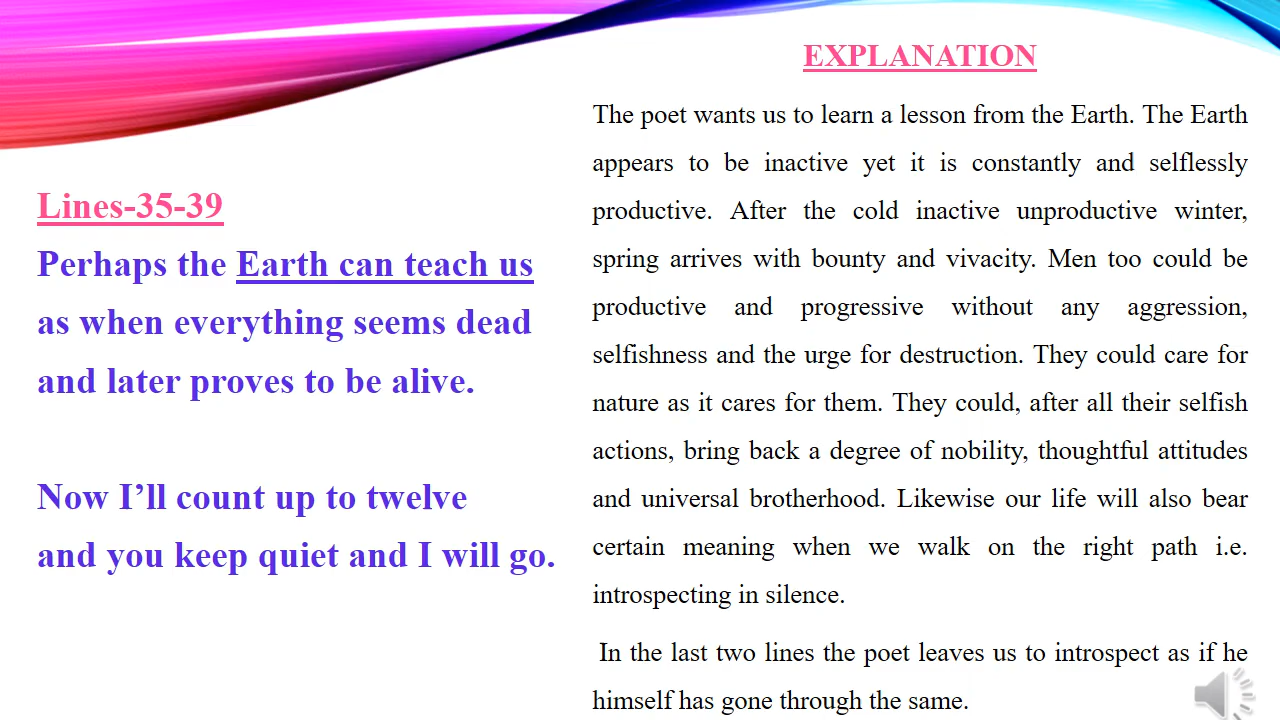 Lines-35-39
Perhaps the Earth can teach us
as when everything seems dead
and later proves to be alive.
Now I’ll count up to twelve
and you keep quiet and I will go.
EXPLANATION
The poet wants us to learn a lesson from the Earth. The Earth
appears to be inactive yet it is constantly and selflessly
productive. After the cold inactive unproductive winter,
spring arrives with bounty and vivacity. Men too could be
productive and progressive without any aggression,
selfishness and the urge for destruction. They could care for
nature as it cares for them. They could, after all their selfish
actions, bring back a degree of nobility, thoughtful attitudes
and universal brotherhood. Likewise our life will also bear
certain meaning when we walk on the right path i.e.
introspecting in silence.
In the last two lines the poet leaves us to introspect as if he
himself has gone through the same.